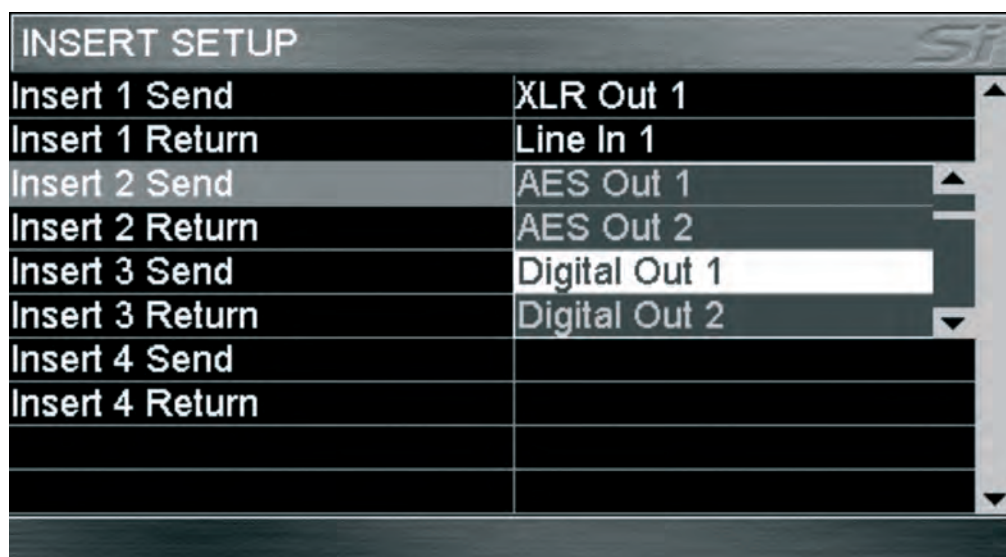 INSERT SETUP Si
Insert 1 Send XLR Out 1
Insert 1 Return Line In 1
Insert 2 Send AES Out 1
Insert 2 Return AES Out 2
Insert 3 Send Digital Out 1
Insert 3 Return Digital Out 2
Insert 4 Send
Insert 4 Return